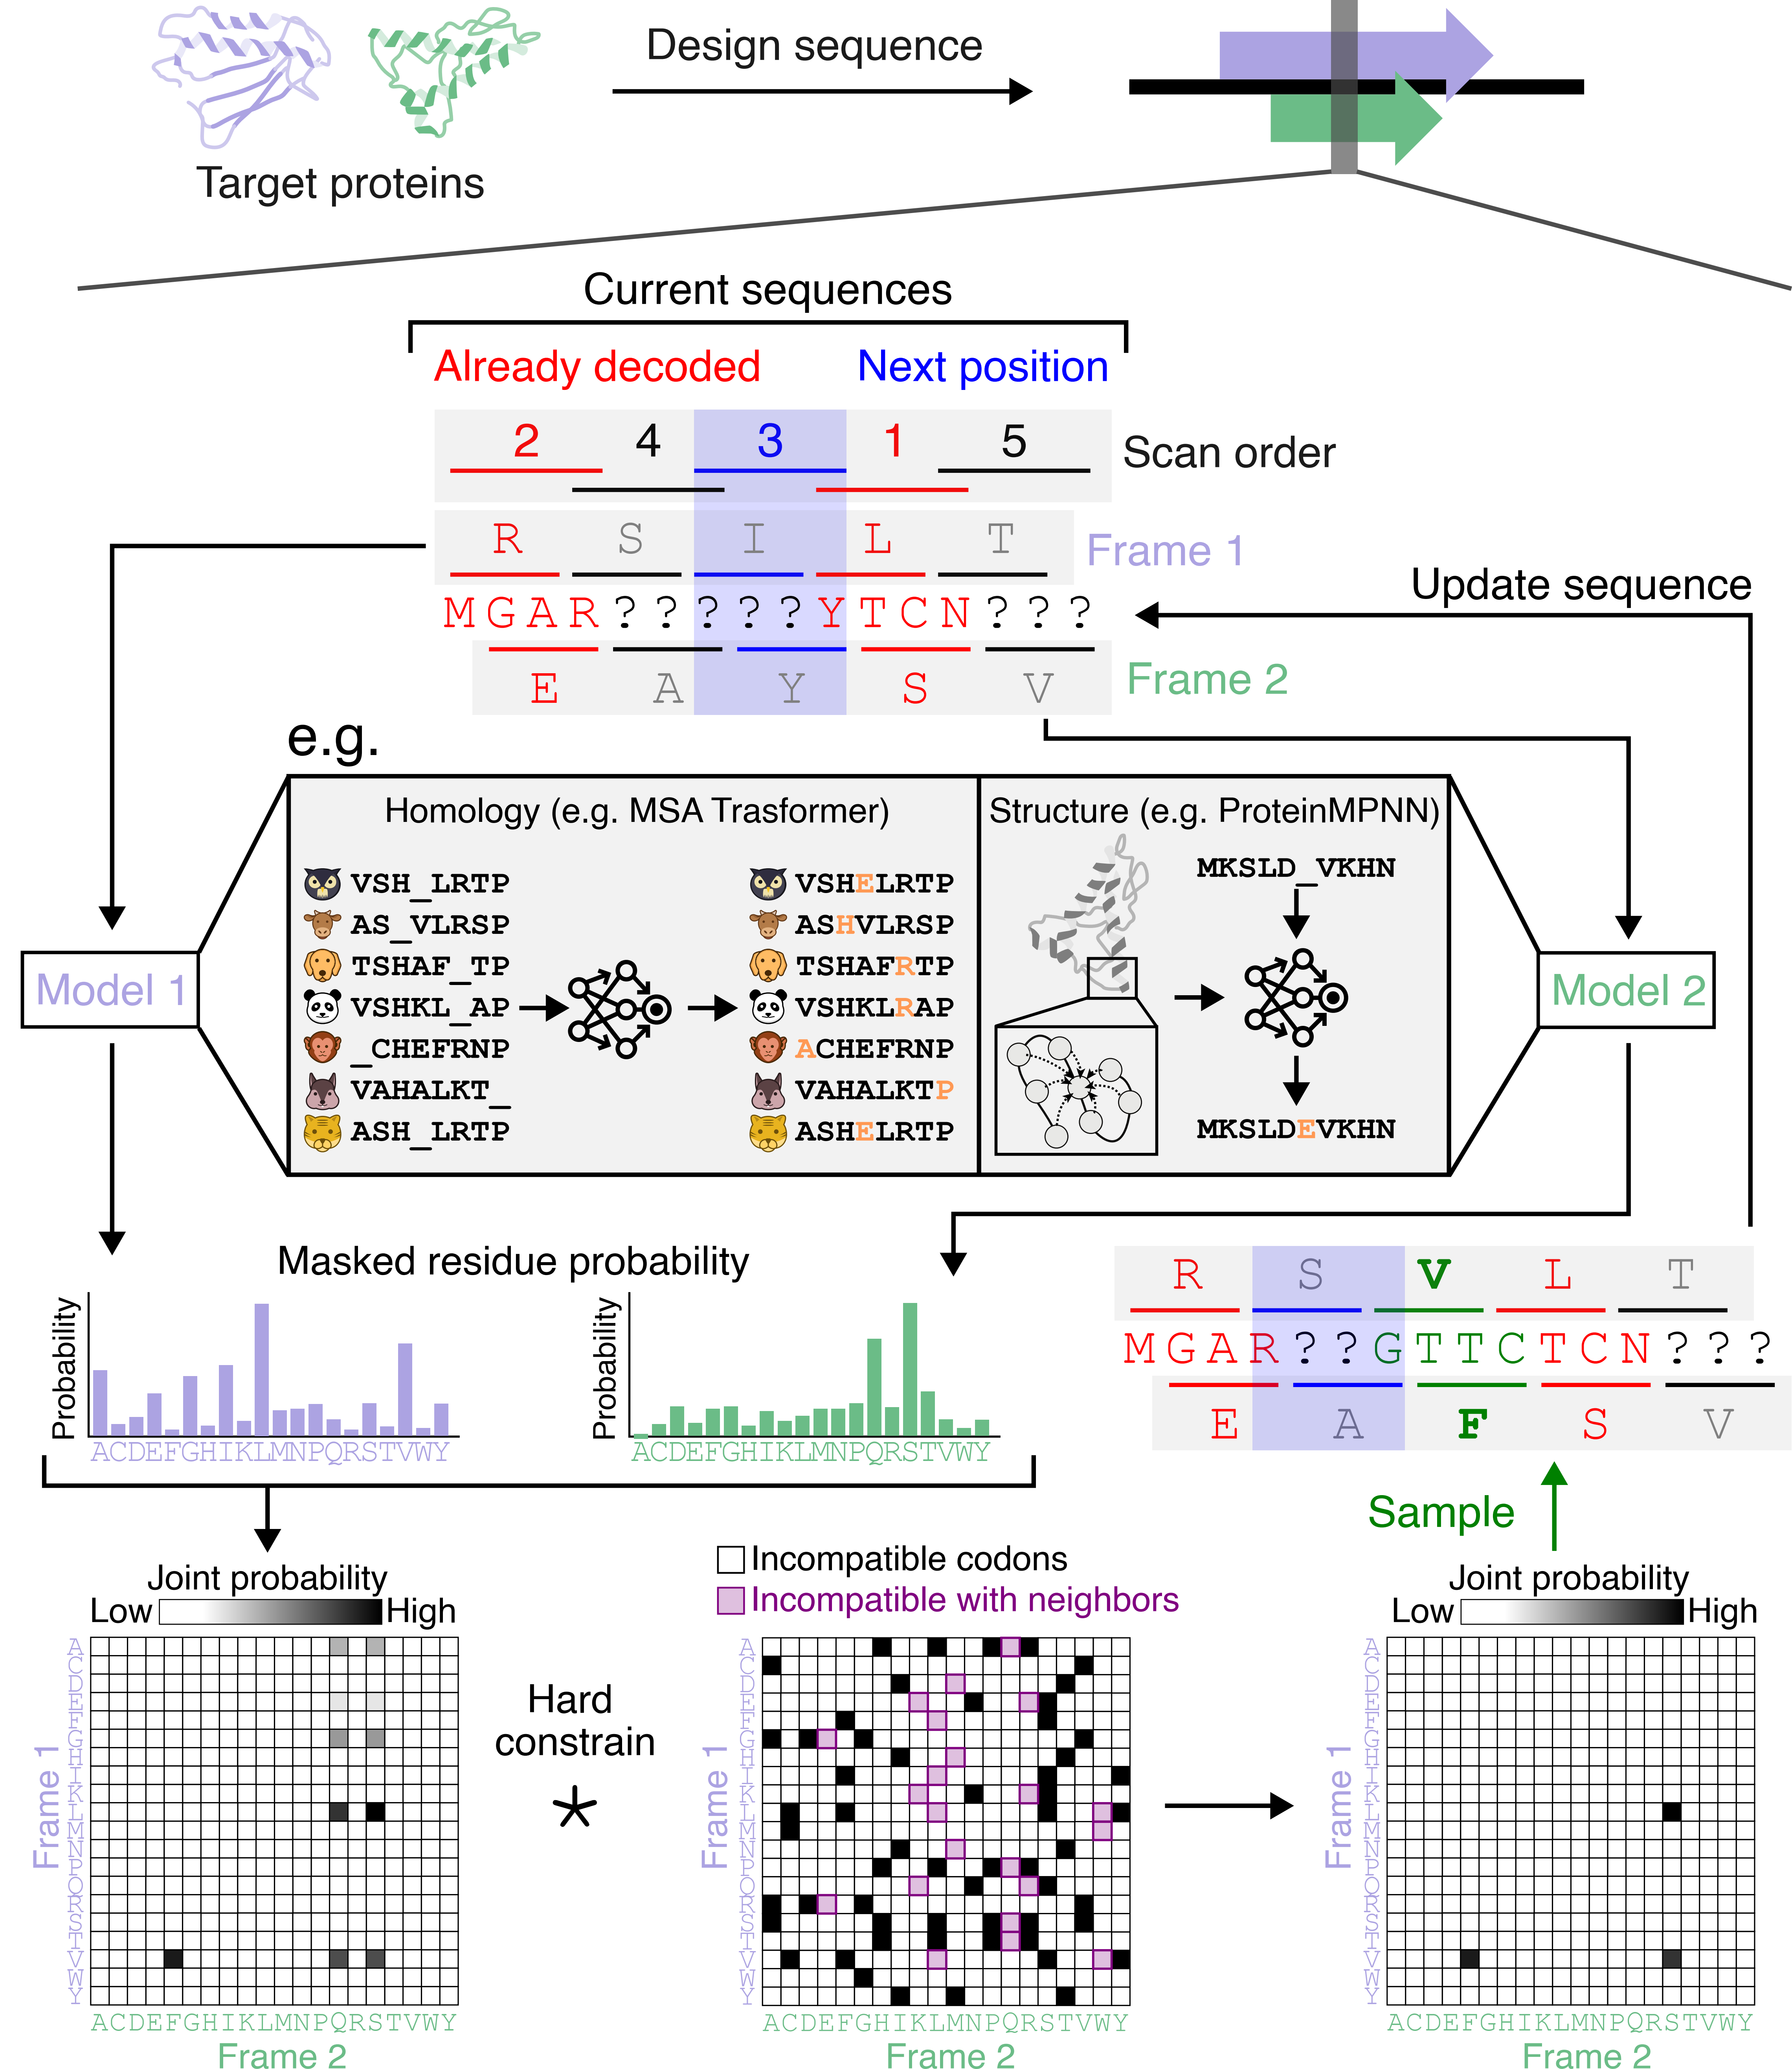 Design sequence
Target proteins
Current sequences
Already decoded Next position
2 4 3 1 5
Scan order
R S I L T
Frame 1
Update sequence
MGAR?????YTCN???
E A Y S V
Frame 2
e.g.
Homology (e.g. MSA Trasformer)
Structure (e.g. ProteinMPNN)
VSH_LRTP
AS_VLRSP
TSHAF_TP
VSHKL_AP
_CHEFRNP
VAHALKT_
ASH_LRTP
VSHELRTP
ASHVLRSP
TSHAFRTP
VSHKLRAP
ACHEFRNP
VAHALKTP
ASHELRTP
MKSLD_VKHN
MKSLDEVKHN
Model 1
Model 2
Masked residue probability
Probability
ACDEFGHIKLMNPQRSTVWY
Probability
ACDEFGHIKLMNPQRSTVWY
R S V L T
MGAR??GTTCTCN???
E A F S V
Sample
Joint probability
Low High
Frame 1
A
C
D
E
F
G
H
I
K
L
M
N
P
Q
R
S
T
V
W
Y
ACDEFGHIKLMNPQRSTVWY
Frame 2
Hard
constrain
*
Incompatible codons
Incompatible with neighbors
Frame 1
A
C
D
E
F
G
H
I
K
L
M
N
P
Q
R
S
T
V
W
Y
ACDEFGHIKLMNPQRSTVWY
Frame 2
Joint probability
Low High
Frame 1
A
C
D
E
F
G
H
I
K
L
M
N
P
Q
R
S
T
V
W
Y
ACDEFGHIKLMNPQRSTVWY
Frame 2